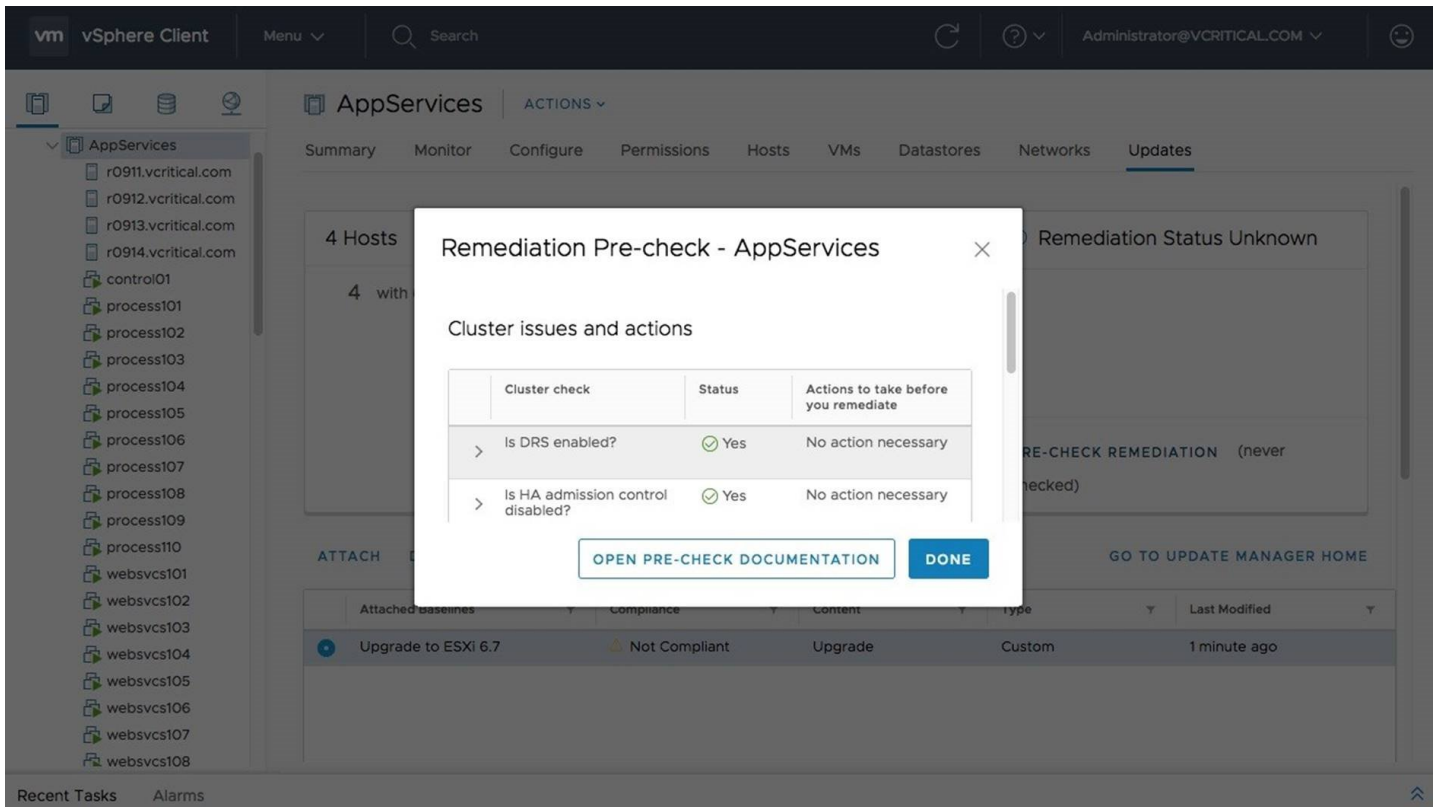 vm vSphere Client Menu Search Administrator@VCRITICAL.COM
AppServices
r0911.vcritical.com
r0912.vcritical.com
r0913.vcritical.com
r0914.vcritical.com
control01
process101
process102
process103
process104
process105
process106
process107
process108
process109
process110
websvcs101
websvcs102
websvcs103
websvcs104
websvcs105
websvcs106
websvcs107
websvcs108
AppServices ACTIONS
Summary Monitor Configure Permissions Hosts VMs Datastores Networks Updates
4 Hosts
4 with
Remediation Status Unknown
RE-CHECK REMEDIATION (never
hecked)
Remediation Pre-check - AppServices
Cluster issues and actions
Cluster check Status Actions to take before
you remediate
Is DRS enabled? Yes No action necessary
Is HA admission control Yes No action necessary
disabled?
OPEN PRE-CHECK DOCUMENTATION DONE
ATTACH GO TO UPDATE MANAGER HOME
Attached Baselines Compliance Content Type Last Modified
Upgrade to ESXi 6.7 Not Compliant Upgrade Custom 1 minute ago
Recent Tasks Alarms